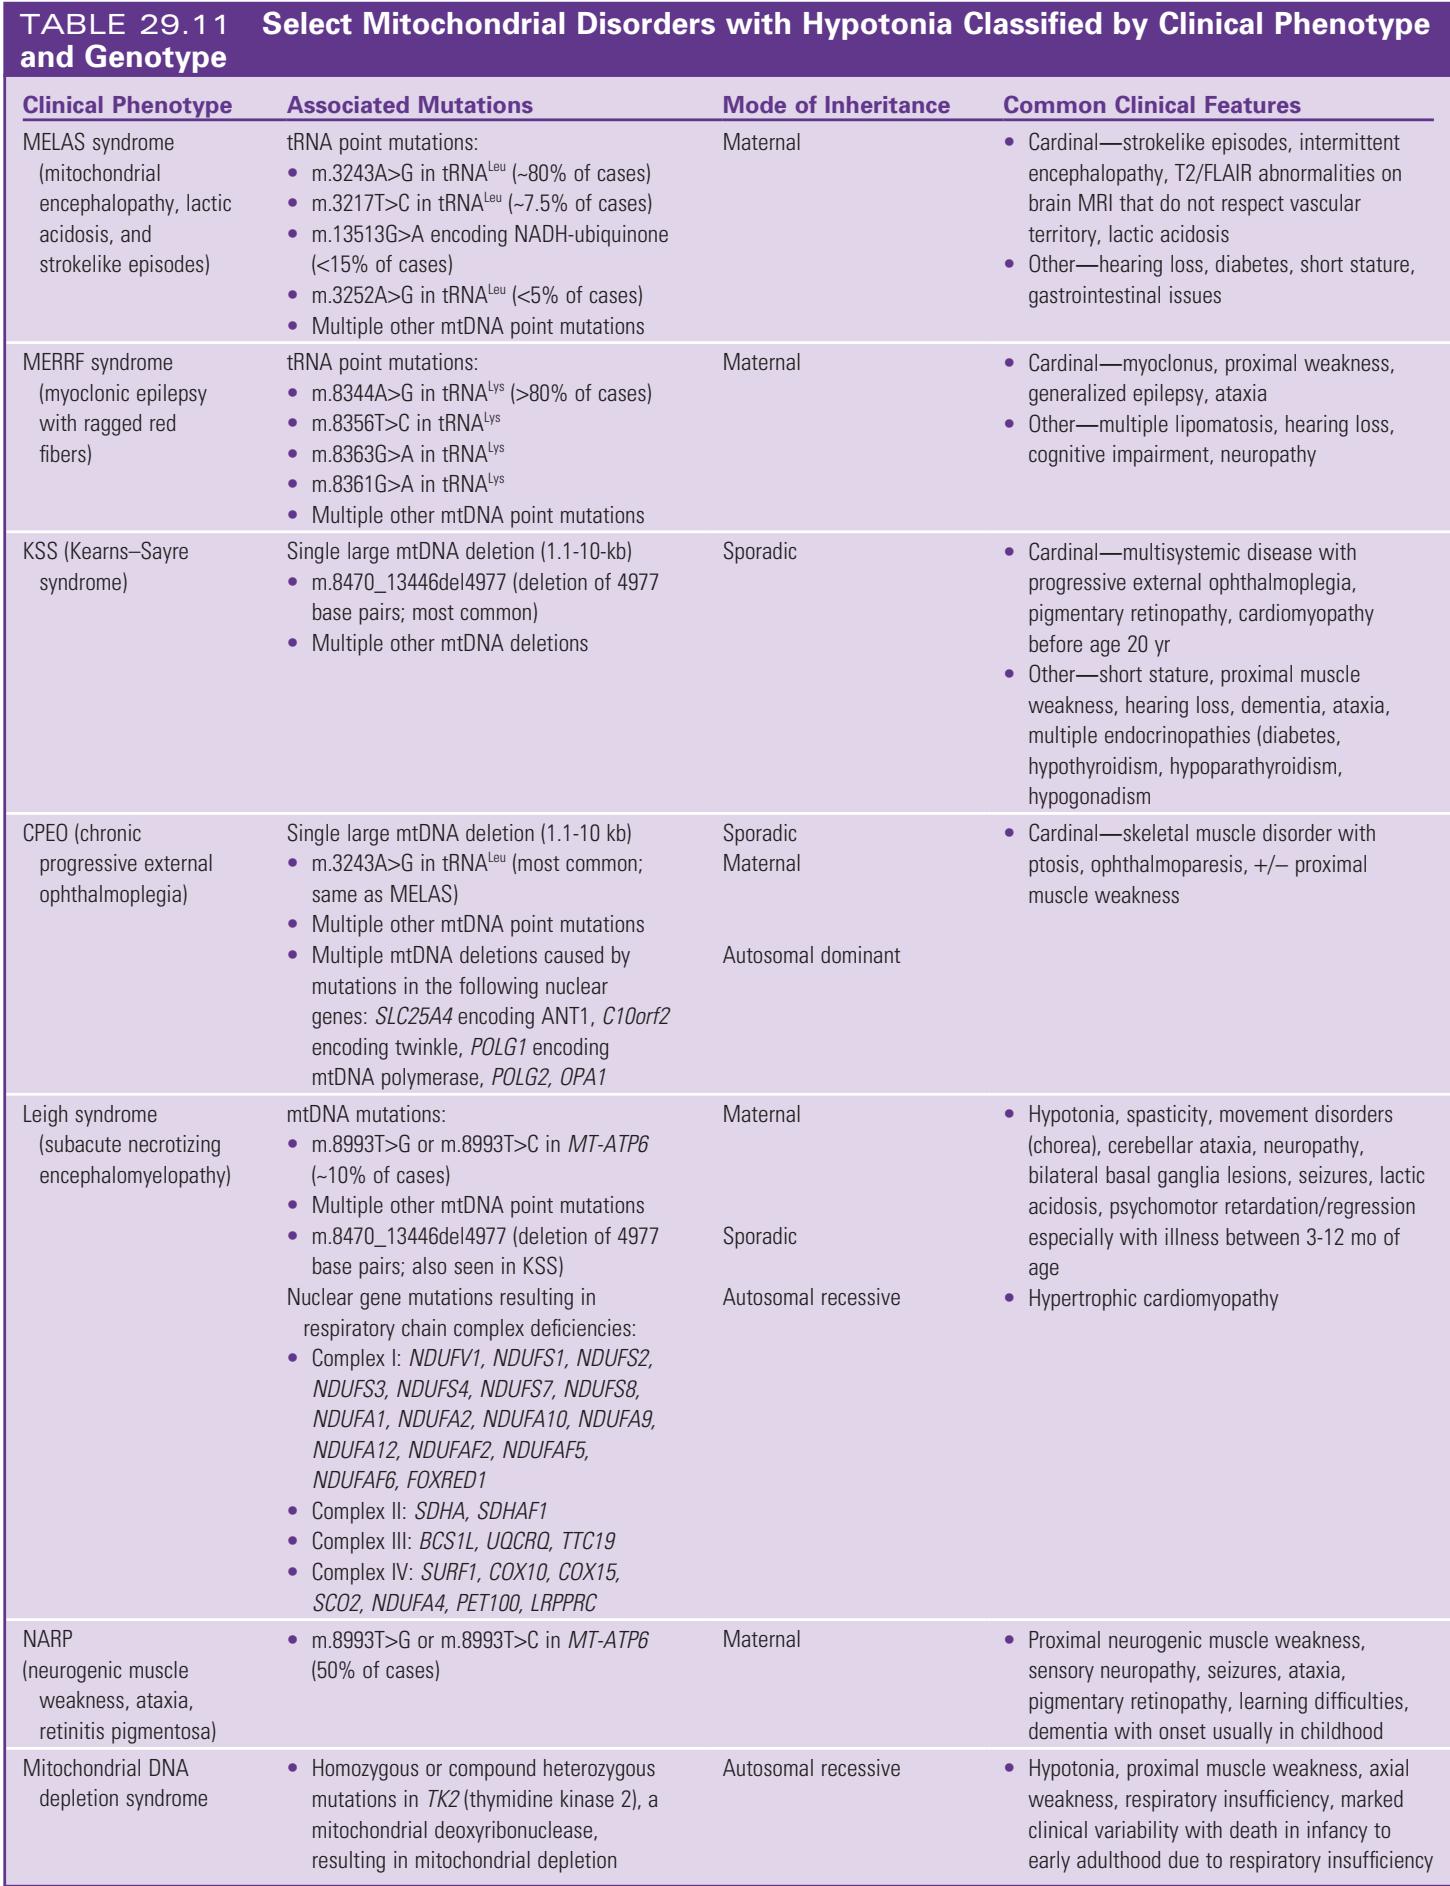 TABLE 29.11 Select Mitochondrial Disorders with Hypotonia Classified by Clinical Phenotype
and Genotype
Clinical Phenotype Associated Mutations Mode of Inheritance Common Clinical Features
MELAS syndrome
(mitochondrial
encephalopathy, lactic
acidosis, and
strokelike episodes)
tRNA point mutations:
• m.3243A>G in tRNALeu (~80% of cases)
• m.3217T>C in tRNALeu (~7.5% of cases)
• m.13513G>A encoding NADH-ubiquinone
(<15% of cases)
• m.3252A>G in tRNALeu (<5% of cases)
• Multiple other mtDNA point mutations
Maternal
• Cardinal—strokelike episodes, intermittent
encephalopathy, T2/FLAIR abnormalities on
brain MRI that do not respect vascular
territory, lactic acidosis
• Other—hearing loss, diabetes, short stature,
gastrointestinal issues
MERRF syndrome
(myoclonic epilepsy
with ragged red
fibers)
tRNA point mutations:
• m.8344A>G in tRNALys (>80% of cases)
• m.8356T>C in tRNALys
• m.8363G>A in tRNALys
• m.8361G>A in tRNALys
• Multiple other mtDNA point mutations
Maternal
• Cardinal—myoclonus, proximal weakness,
generalized epilepsy, ataxia
• Other—multiple lipomatosis, hearing loss,
cognitive impairment, neuropathy
KSS (Kearns–Sayre
syndrome)
Single large mtDNA deletion (1.1-10-kb)
• m.8470_13446del4977 (deletion of 4977
base pairs; most common)
• Multiple other mtDNA deletions
Sporadic
• Cardinal—multisystemic disease with
progressive external ophthalmoplegia,
pigmentary retinopathy, cardiomyopathy
before age 20 yr
• Other—short stature, proximal muscle
weakness, hearing loss, dementia, ataxia,
multiple endocrinopathies (diabetes,
hypothyroidism, hypoparathyroidism,
hypogonadism
CPEO (chronic
progressive external
ophthalmoplegia)
Single large mtDNA deletion (1.1-10 kb)
• m.3243A>G in tRNALeu (most common;
same as MELAS)
• Multiple other mtDNA point mutations
• Multiple mtDNA deletions caused by
mutations in the following nuclear
genes: SLC25A4 encoding ANT1, C10orf2
encoding twinkle, POLG1 encoding
mtDNA polymerase, POLG2, OPA1
Sporadic
Maternal
Autosomal dominant
• Cardinal—skeletal muscle disorder with
ptosis, ophthalmoparesis, +/– proximal
muscle weakness
Leigh syndrome
(subacute necrotizing
encephalomyelopathy)
mtDNA mutations:
• m.8993T>G or m.8993T>C in MT-ATP6
(~10% of cases)
• Multiple other mtDNA point mutations
• m.8470_13446del4977 (deletion of 4977
base pairs; also seen in KSS)
Nuclear gene mutations resulting in
respiratory chain complex deficiencies:
• Complex I: NDUFV1, NDUFS1, NDUFS2,
NDUFS3, NDUFS4, NDUFS7, NDUFS8,
NDUFA1, NDUFA2, NDUFA10, NDUFA9,
NDUFA12, NDUFAF2, NDUFAF5,
NDUFAF6, FOXRED1
• Complex II: SDHA, SDHAF1
• Complex III: BCS1L, UQCRQ, TTC19
• Complex IV: SURF1, COX10, COX15,
SCO2, NDUFA4, PET100, LRPPRC
Maternal
Sporadic
Autosomal recessive
• Hypotonia, spasticity, movement disorders
(chorea), cerebellar ataxia, neuropathy,
bilateral basal ganglia lesions, seizures, lactic
acidosis, psychomotor retardation/regression
especially with illness between 3-12 mo of
age
• Hypertrophic cardiomyopathy
NARP
(neurogenic muscle
weakness, ataxia,
retinitis pigmentosa)
• m.8993T>G or m.8993T>C in MT-ATP6
(50% of cases)
Maternal
• Proximal neurogenic muscle weakness,
sensory neuropathy, seizures, ataxia,
pigmentary retinopathy, learning difficulties,
dementia with onset usually in childhood
Mitochondrial DNA
depletion syndrome
• Homozygous or compound heterozygous
mutations in TK2 (thymidine kinase 2), a
mitochondrial deoxyribonuclease,
resulting in mitochondrial depletion
Autosomal recessive
• Hypotonia, proximal muscle weakness, axial
weakness, respiratory insufficiency, marked
clinical variability with death in infancy to
early adulthood due to respiratory insufficiency